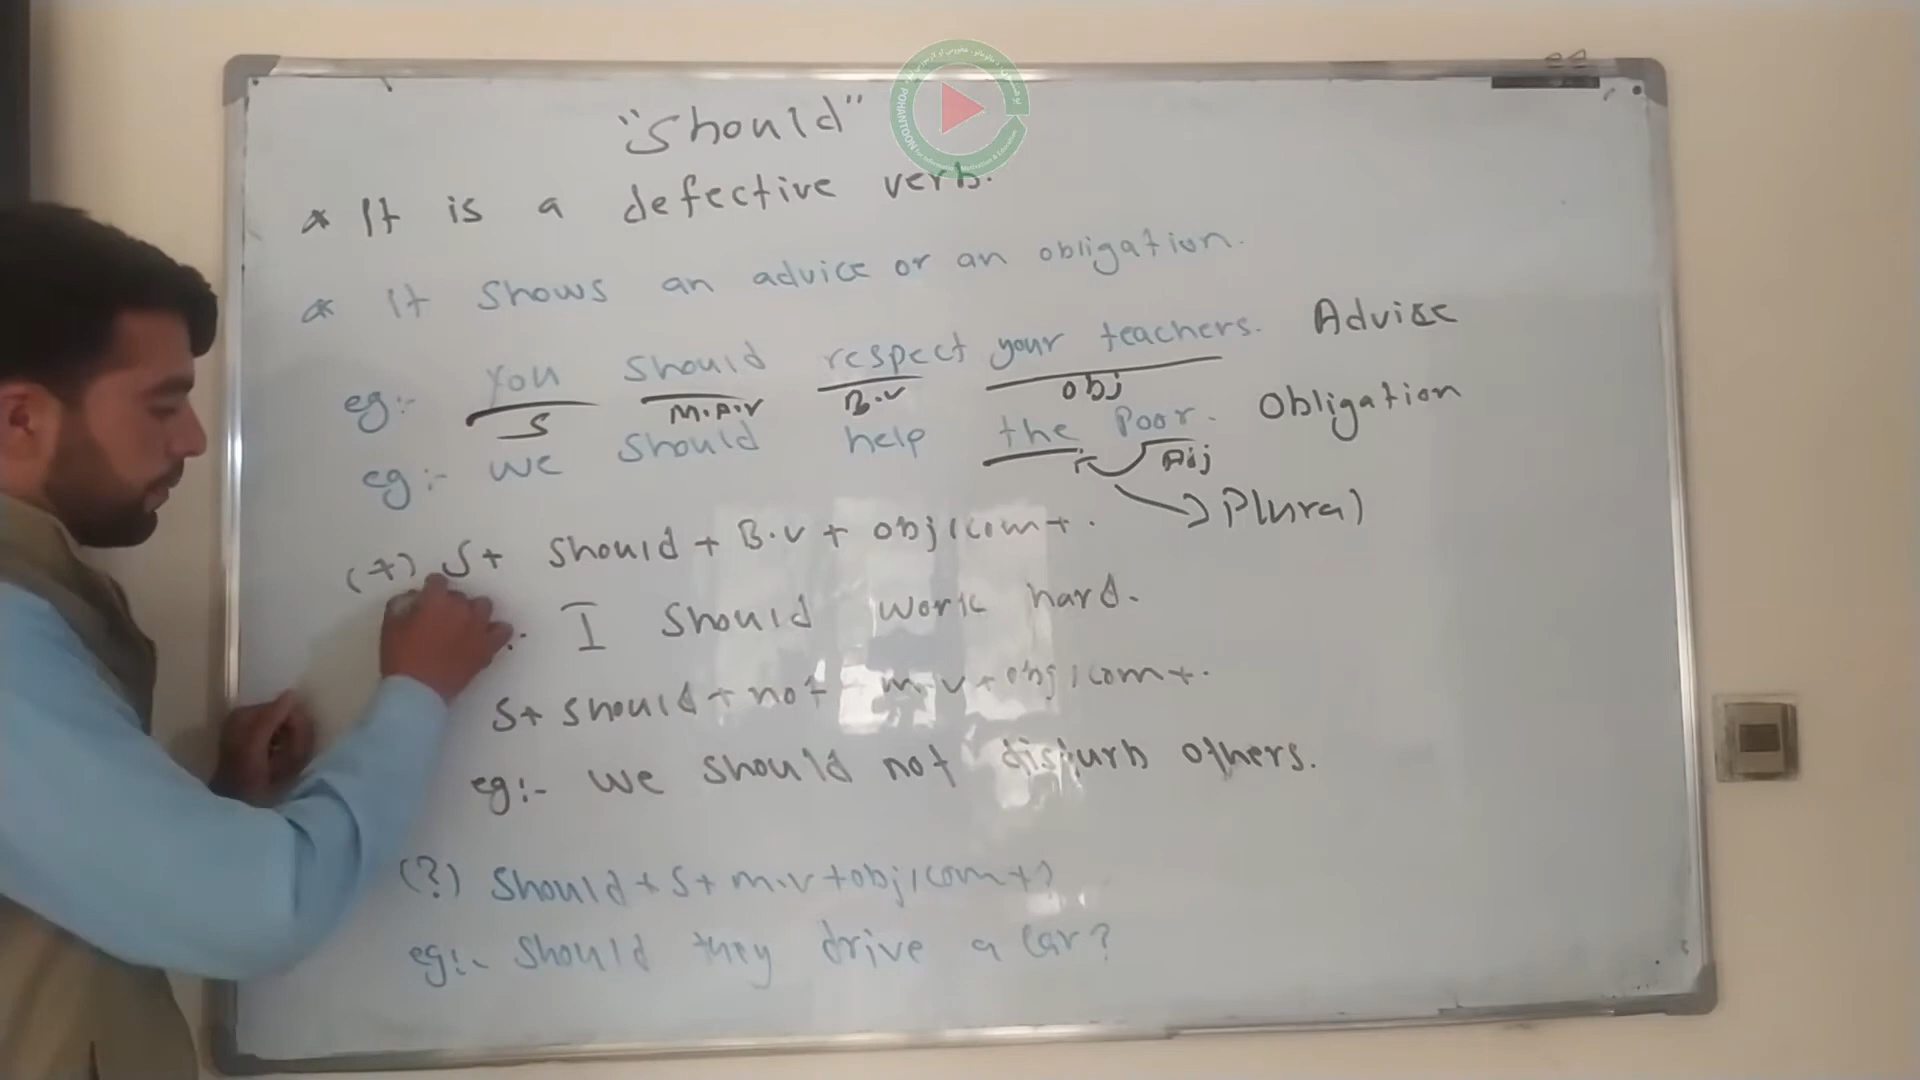 "Should"
* It is a defective verb.
* It shows an advice or an obligation.
eg:- You should respect your teachers. Advice
S M.A.V B.V obj
eg:- We should help the Poor. Obligation
Adj
Plural
(+) S+ should + B.V + obj/com+.
I should work hard.
S+ should + not + m.v + obj/com+.
eg:- We should not disturb others.
(?) Should + S + m.v + obj/com+?
eg:- Should they drive a car?
POHANTOON